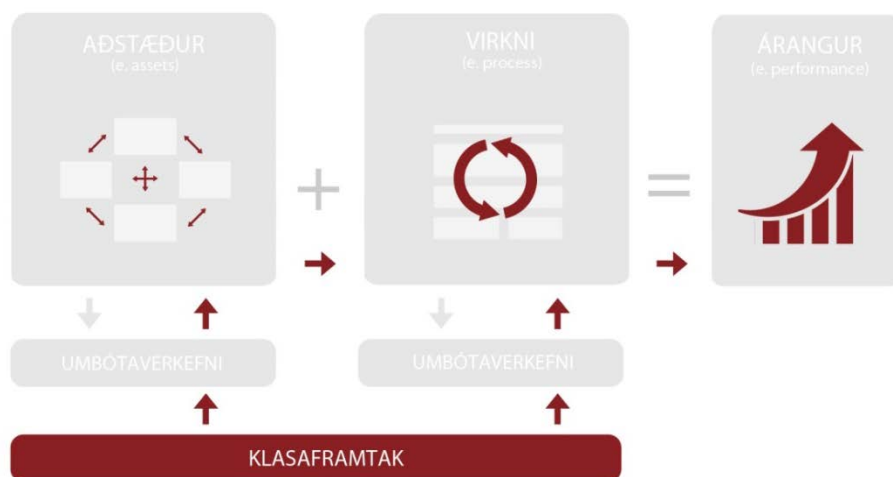 AÐSTÆÐUR
(e. assets)
VIRKNI
(e. process)
ÁRANGUR
(e. performance)
UMBÓTAVERKEFNI
UMBÓTAVERKEFNI
KLASAFRAMTAK